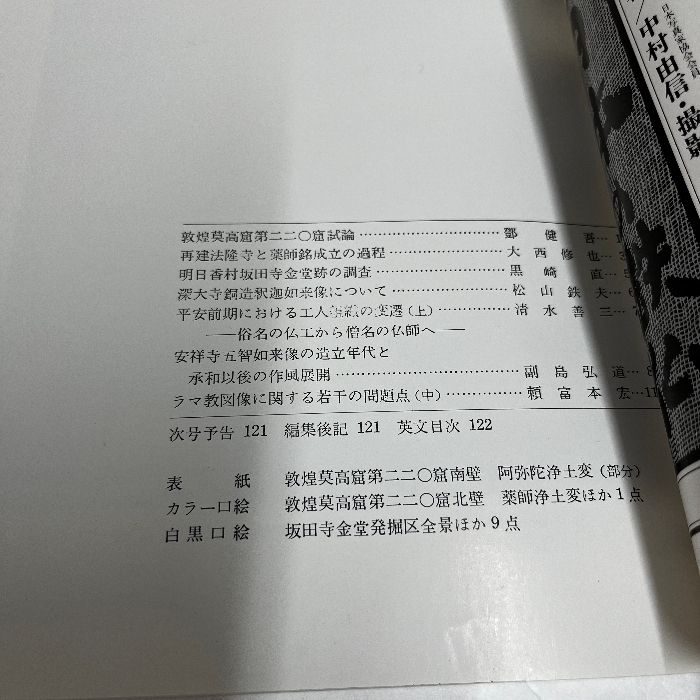 敦煌莫高窟第二二〇窟試論……………………………鄧健吾…1
再建法隆寺と薬師銘成立の過程………………………大西修也…3
明日香村坂田寺金堂跡の調査…………………………黒崎直…5
深大寺銅造釈迦如来像について………………………松山鉄夫…6
平安前期における工人組織の変遷(上)………………清水善三…7
――俗名の仏工から僧名の仏師へ――
安祥寺五智如来像の造立年代と
承和以後の作風展開……………………………………副島弘道…8
ラマ教図像に関する若干の問題点(中)………………頼富本宏…11
次号予告 121 編集後記 121 英文目次 122
表紙 敦煌莫高窟第二二〇窟南壁 阿弥陀浄土変(部分)
カラー口絵 敦煌莫高窟第二二〇窟北壁 薬師浄土変ほか1点
白黒口絵 坂田寺金堂発掘区全景ほか9点
日本写真家協会会員
中村由信・撮影